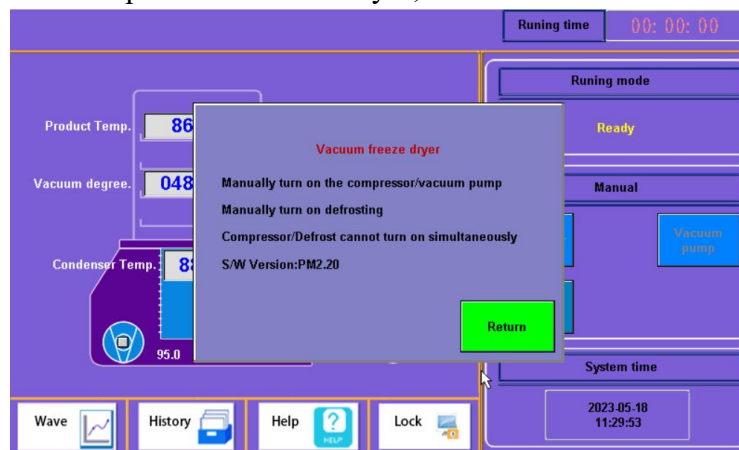 Runing time
00: 00: 00
Runing mode
Ready
Product Temp.
86
Vacuum freeze dryer
Vacuum degree.
048
Manually turn on the compressor/vacuum pump
Manual
Manually turn on defrosting
Compressor/Defrost cannot turn on simultaneously
Vacuum
pump
Condenser Temp.
S/W Version:PM2.20
Return
95.0
System time
2023-05-18
11:29:53
Wave
History
Help
HELP
Lock